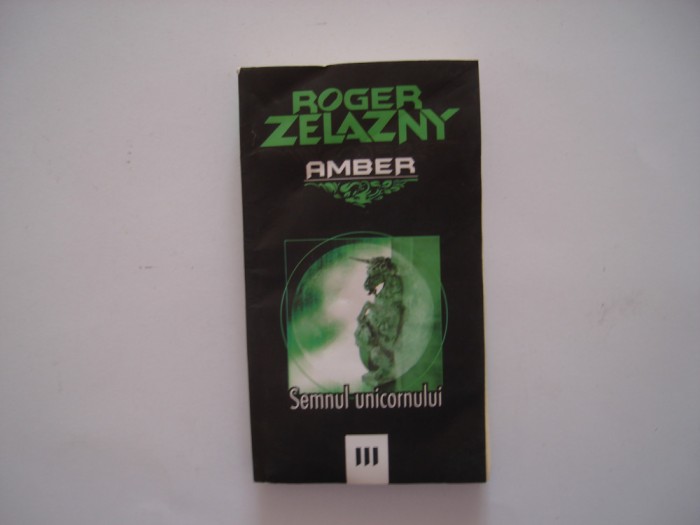 ROGER
ZELAZNY
AMBER
Semnul unicornului
III